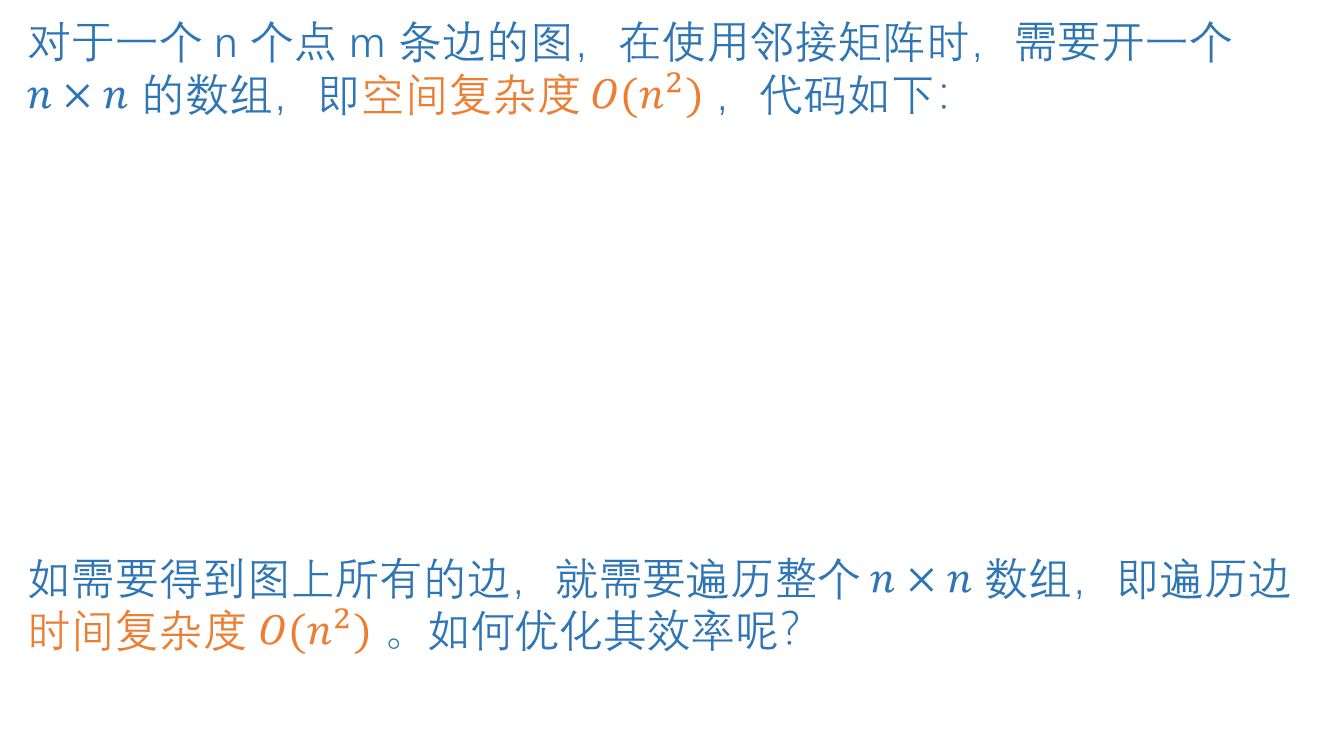 对于一个 n 个点 m 条边的图，在使用邻接矩阵时，需要开一个
n × n 的数组，即空间复杂度 O(n²) ，代码如下：
如需要得到图上所有的边，就需要遍历整个 n × n 数组，即遍历边
时间复杂度 O(n²) 。如何优化其效率呢？